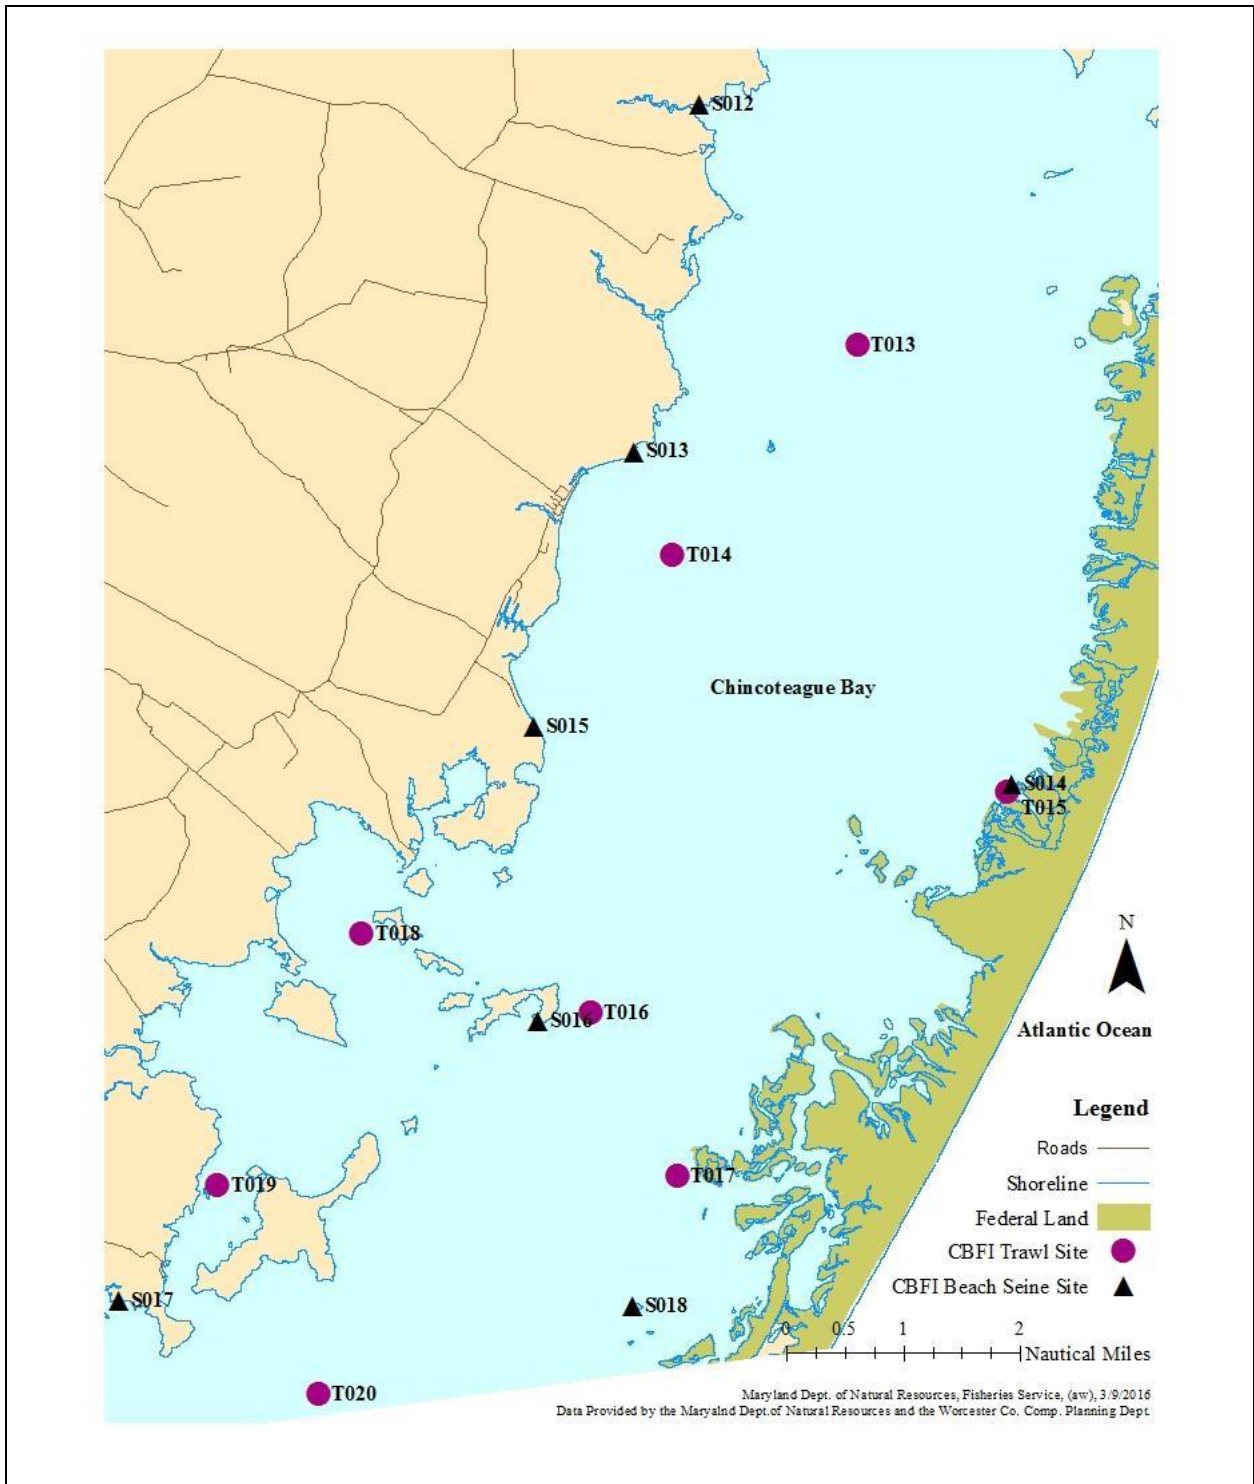 S012
T013
S013
T014
Chincoteague Bay
S015
S014
T015
T018
N
T016
S016
Atlantic Ocean
Legend
Roads
Shoreline
Federal Land
CBFI Trawl Site
CBFI Beach Seine Site
T017
T019
S017
S018
0 0.5 1 2
Nautical Miles
T020
Maryland Dept. of Natural Resources, Fisheries Service, (aw), 3/9/2016
Data Provided by the Maryalnd Dept.of Natural Resources and the Worcester Co. Comp. Planning Dept.